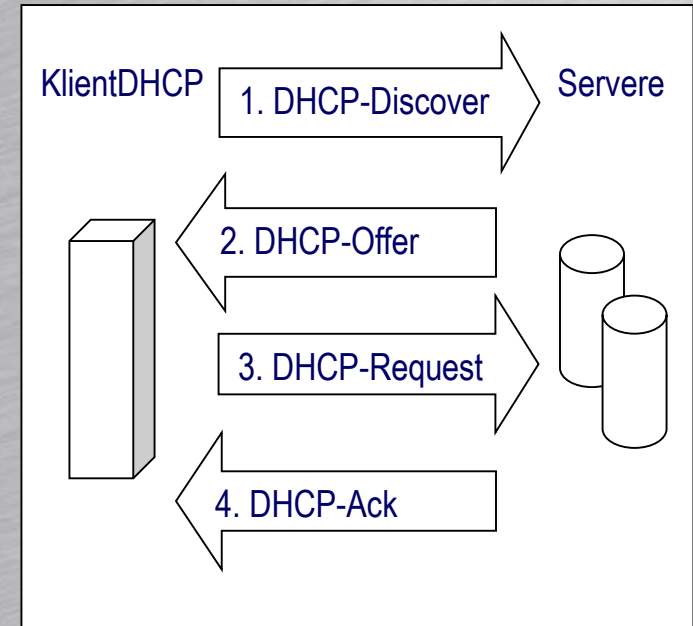 KlientDHCP
Servere
1. DHCP-Discover
2. DHCP-Offer
3. DHCP-Request
4. DHCP-Ack